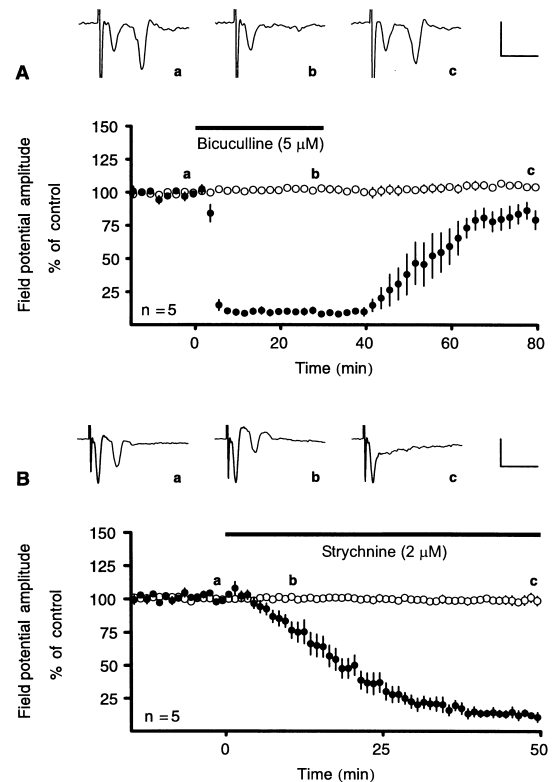 a b c
A
150
125
100
75
50
25
Field potential amplitude
% of control
Bicuculline (5 μM)
a b c
n = 5
0 20 40 60 80
Time (min)
a b c
B
150
125
100
75
50
25
Field potential amplitude
% of control
Strychnine (2 μM)
a b c
n = 5
0 25 50
Time (min)